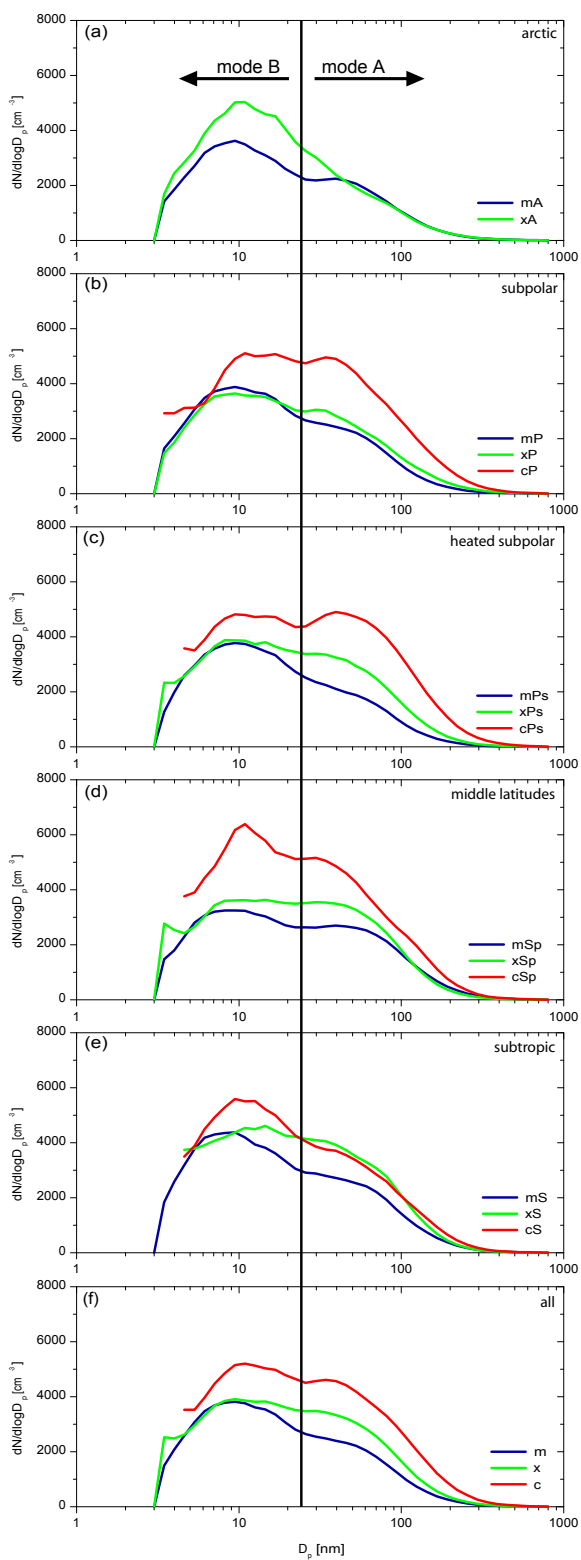 (a)
arctic
mode B
mode A
8000
6000
4000
2000
0
dN/dlogD_p [cm⁻³]
mA
xA
1
10
100
1000
(b)
subpolar
8000
6000
4000
2000
0
dN/dlogD_p [cm⁻³]
mP
xP
cP
1
10
100
1000
(c)
heated subpolar
8000
6000
4000
2000
0
dN/dlogD_p [cm⁻³]
mPs
xPs
cPs
1
10
100
1000
(d)
middle latitudes
8000
6000
4000
2000
0
dN/dlogD_p [cm⁻³]
mSp
xSp
cSp
1
10
100
1000
(e)
subtropic
8000
6000
4000
2000
0
dN/dlogD_p [cm⁻³]
mS
xS
cS
1
10
100
1000
(f)
all
8000
6000
4000
2000
0
dN/dlogD_p [cm⁻³]
m
x
c
1
10
100
1000
D_p [nm]